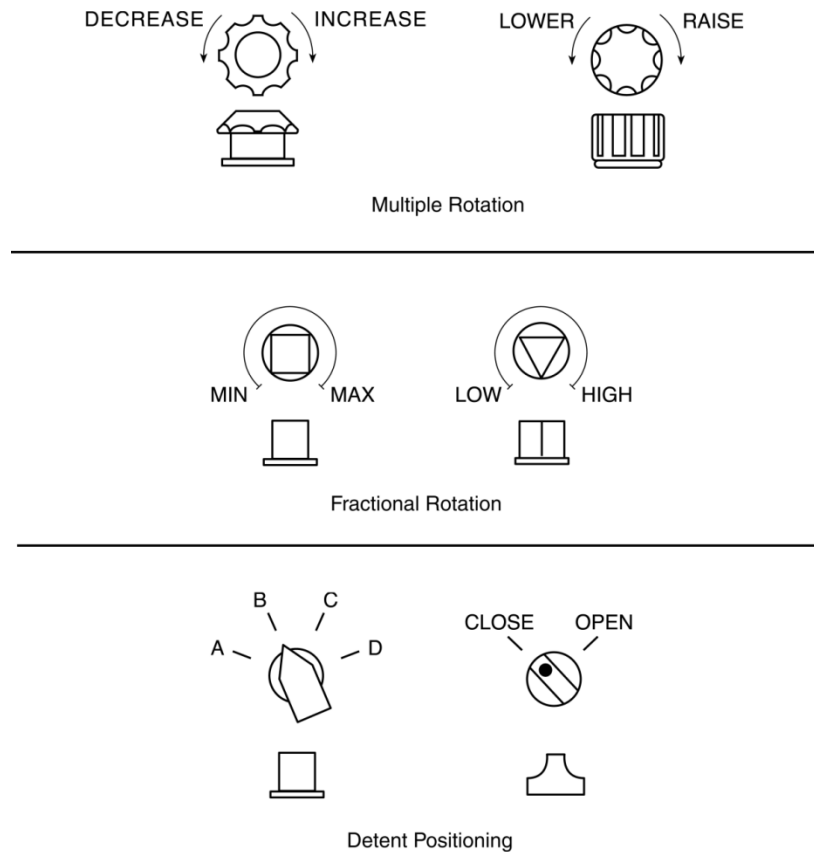 DECREASE INCREASE LOWER RAISE
Multiple Rotation
MIN MAX LOW HIGH
Fractional Rotation
B C
A D
CLOSE OPEN
Detent Positioning